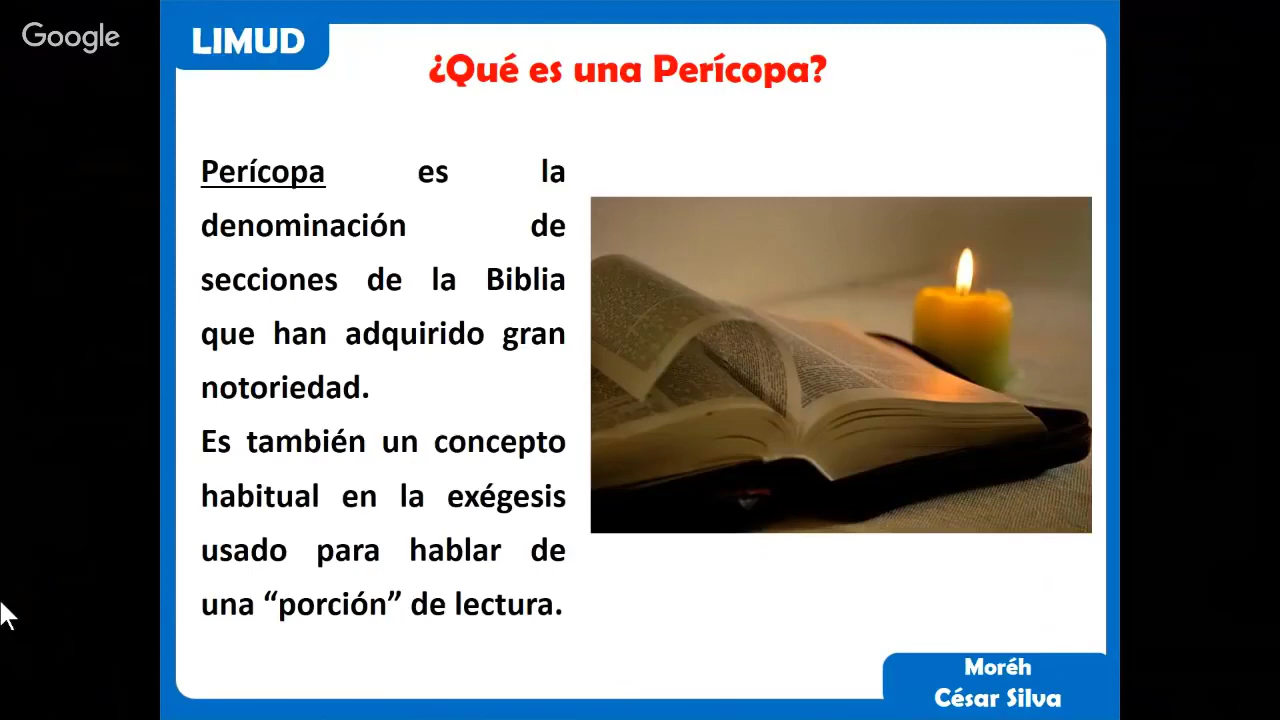 Google
LIMUD
¿Qué es una Perícopa?
Perícopa es la
denominación de
secciones de la Biblia
que han adquirido gran
notoriedad.
Es también un concepto
habitual en la exégesis
usado para hablar de
una “porción” de lectura.
Moréh
César Silva